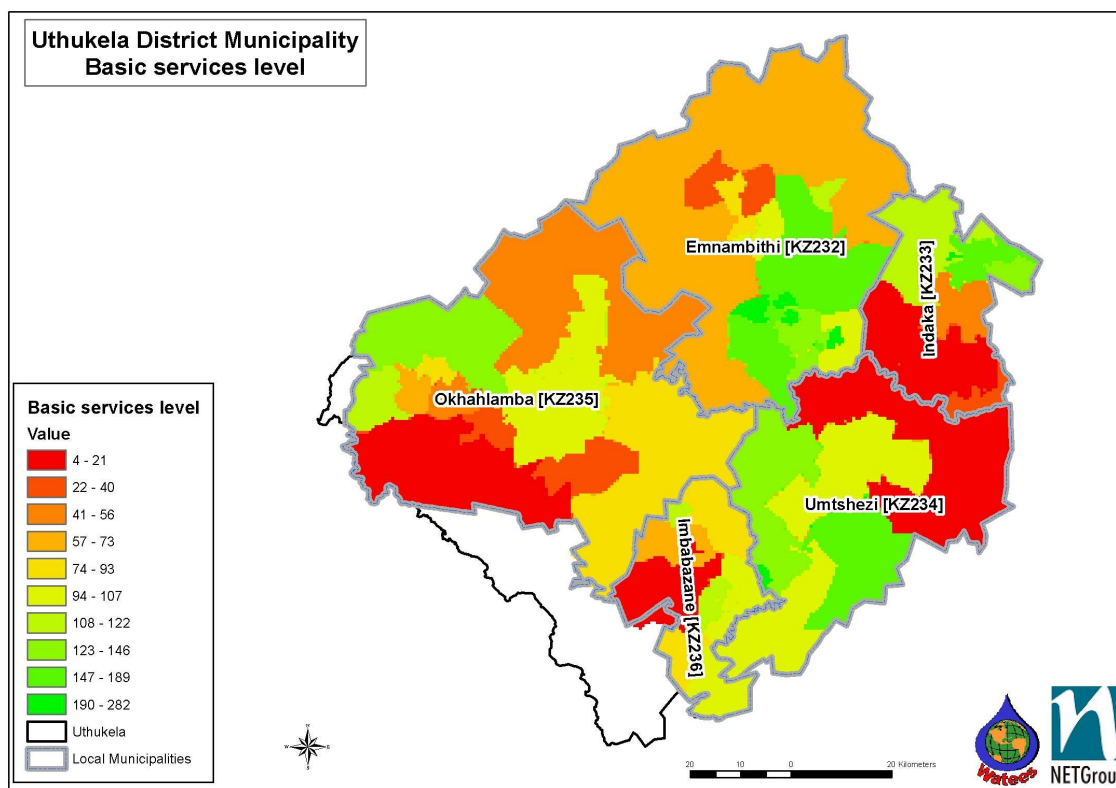 Uthukela District Municipality
Basic services level
Emnambithi [KZ232]
Indaka [KZ233]
Okhahlamba [KZ235]
Umtshezi [KZ234]
Imbabazane [KZ236]
Basic services level
Value
4 - 21
22 - 40
41 - 56
57 - 73
74 - 93
94 - 107
108 - 122
123 - 146
147 - 189
190 - 282
Uthukela
Local Municipalities
N
W E
S
20 10 0 20 Kilometers
Watees
NETGrou